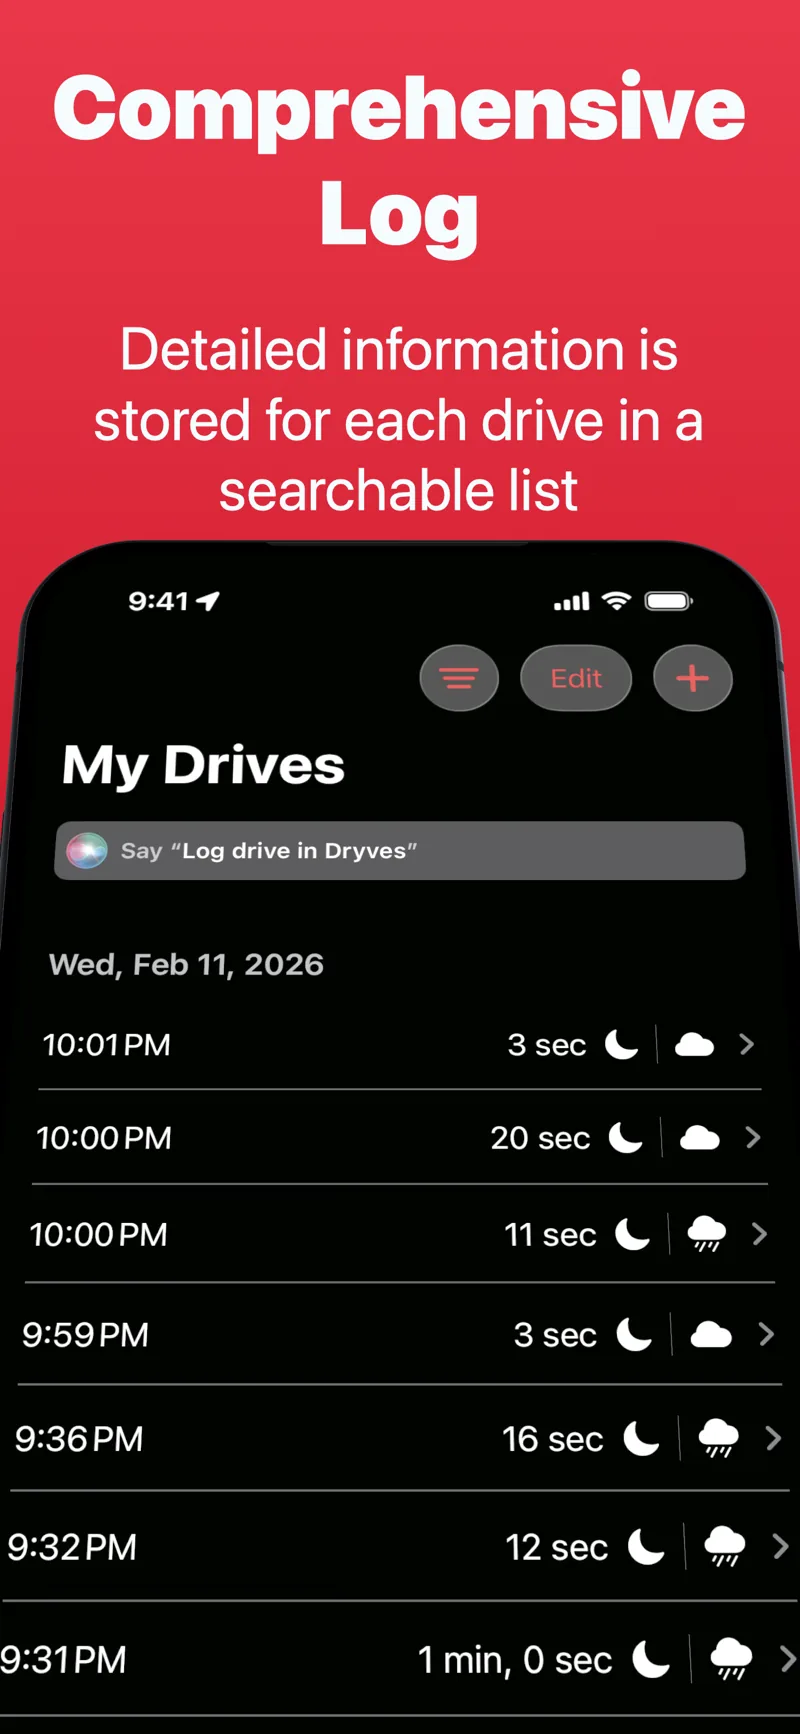 Comprehensive
Log
Detailed information is
stored for each drive in a
searchable list
9:41
Edit
My Drives
Say “Log drive in Dryves”
Wed, Feb 11, 2026
10:01 PM 3 sec
10:00 PM 20 sec
10:00 PM 11 sec
9:59 PM 3 sec
9:36 PM 16 sec
9:32 PM 12 sec
9:31 PM 1 min, 0 sec